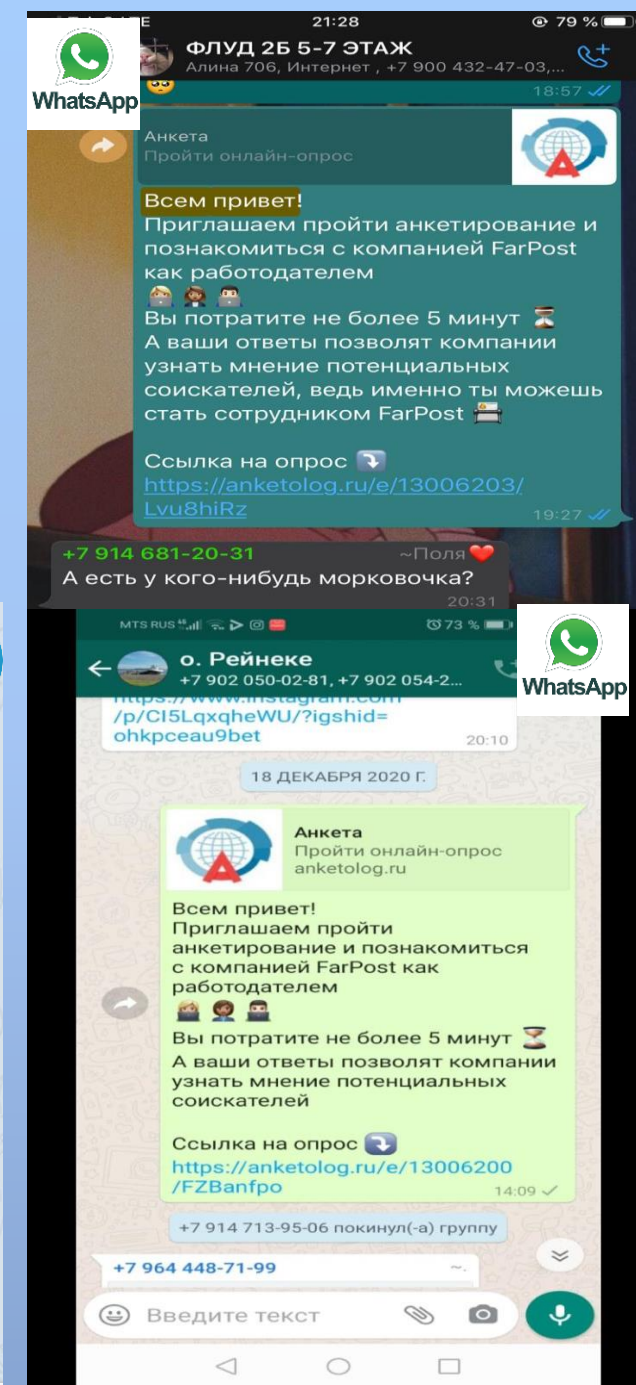 21:28
79 %
WhatsApp
ФЛУД 2Б 5-7 ЭТАЖ
Алина 706, Интернет , +7 900 432-47-03,...
18:57
Анкета
Пройти онлайн-опрос
Всем привет!
Приглашаем пройти анкетирование и
познакомиться с компанией FarPost
как работодателем
Вы потратите не более 5 минут
А ваши ответы позволят компании
узнать мнение потенциальных
соискателей, ведь именно ты можешь
стать сотрудником FarPost
Ссылка на опрос
https://anketolog.ru/e/13006203/
Lvu8hiRz
19:27
+7 914 681-20-31
~Поля
А есть у кого-нибудь морковочка?
20:31
MTS RUS
73 %
WhatsApp
о. Рейнеке
+7 902 050-02-81, +7 902 054-2...
https://www.instagram.com
/p/CI5LqxqheWU/?igshid=
ohkpceau9bet
20:10
18 ДЕКАБРЯ 2020 Г.
Анкета
Пройти онлайн-опрос
anketolog.ru
Всем привет!
Приглашаем пройти
анкетирование и познакомиться
с компанией FarPost как
работодателем
Вы потратите не более 5 минут
А ваши ответы позволят компании
узнать мнение потенциальных
соискателей
Ссылка на опрос
https://anketolog.ru/e/13006200
/FZBanfpo
14:09
+7 914 713-95-06 покинул(-а) группу
+7 964 448-71-99
~.
Введите текст